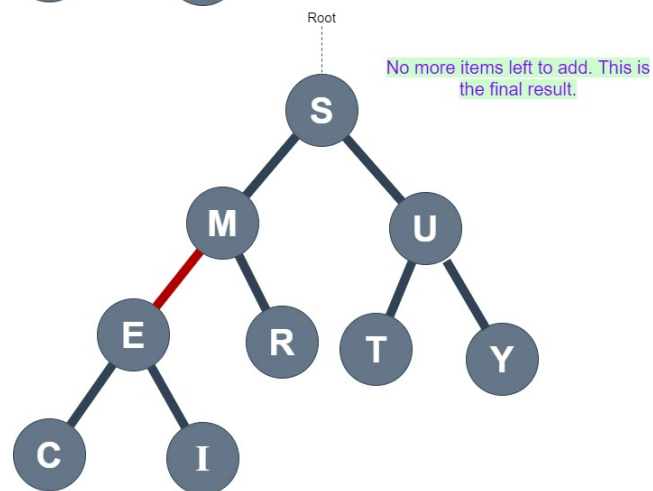 Root
No more items left to add. This is
the final result.
S
M
U
E
R
T
Y
C
I